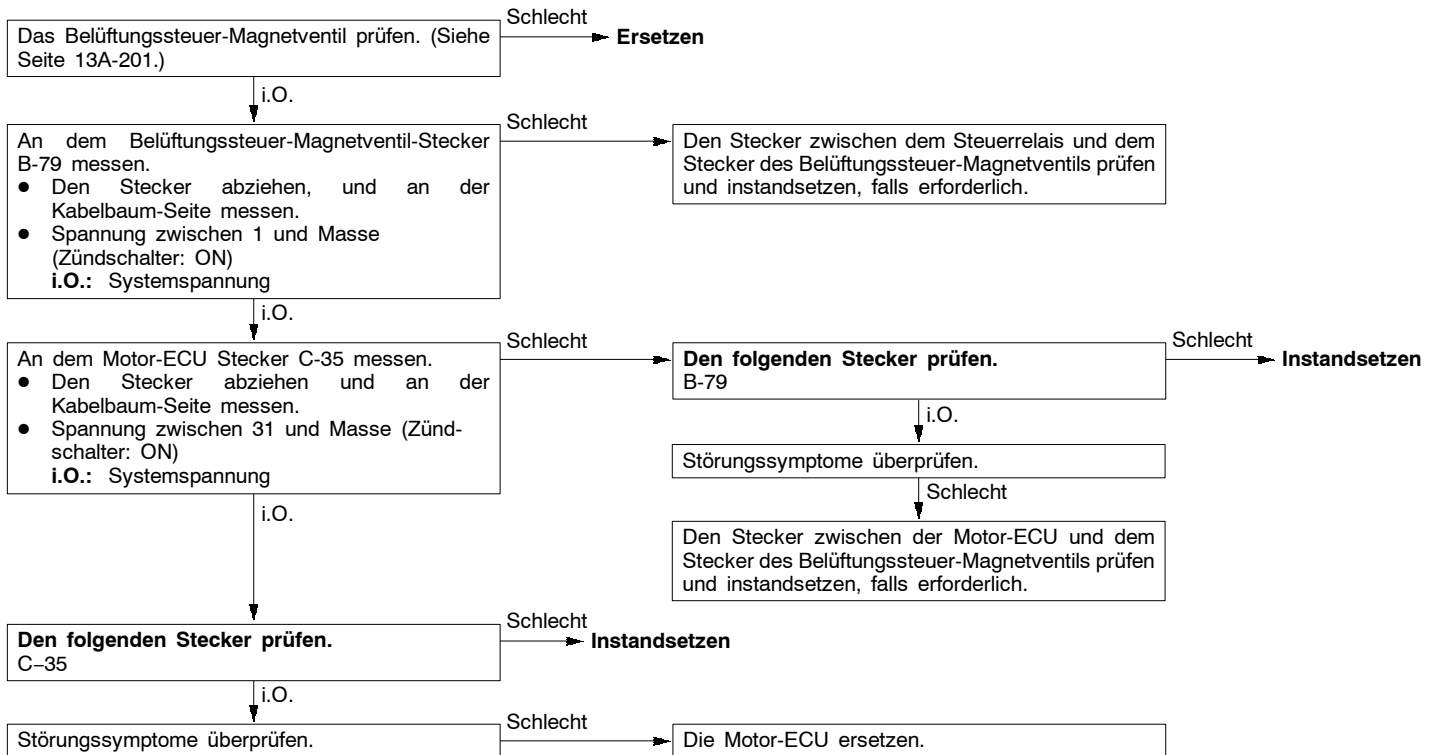 Das Belüftungssteuer-Magnetventil prüfen. (Siehe
Seite 13A-201.)
Schlecht
Ersetzen
i.O.
An dem Belüftungssteuer-Magnetventil-Stecker
B-79 messen.
● Den Stecker abziehen, und an der
Kabelbaum-Seite messen.
● Spannung zwischen 1 und Masse
(Zündschalter: ON)
i.O.: Systemspannung
Schlecht
Den Stecker zwischen dem Steuerrelais und dem
Stecker des Belüftungssteuer-Magnetventils prüfen
und instandsetzen, falls erforderlich.
i.O.
An dem Motor-ECU Stecker C-35 messen.
● Den Stecker abziehen und an der
Kabelbaum-Seite messen.
● Spannung zwischen 31 und Masse (Zünd-
schalter: ON)
i.O.: Systemspannung
Schlecht
Den folgenden Stecker prüfen.
B-79
Schlecht
Instandsetzen
i.O.
Störungssymptome überprüfen.
Schlecht
Den Stecker zwischen der Motor-ECU und dem
Stecker des Belüftungssteuer-Magnetventils prüfen
und instandsetzen, falls erforderlich.
i.O.
Den folgenden Stecker prüfen.
C–35
Schlecht
Instandsetzen
i.O.
Störungssymptome überprüfen.
Schlecht
Die Motor-ECU ersetzen.